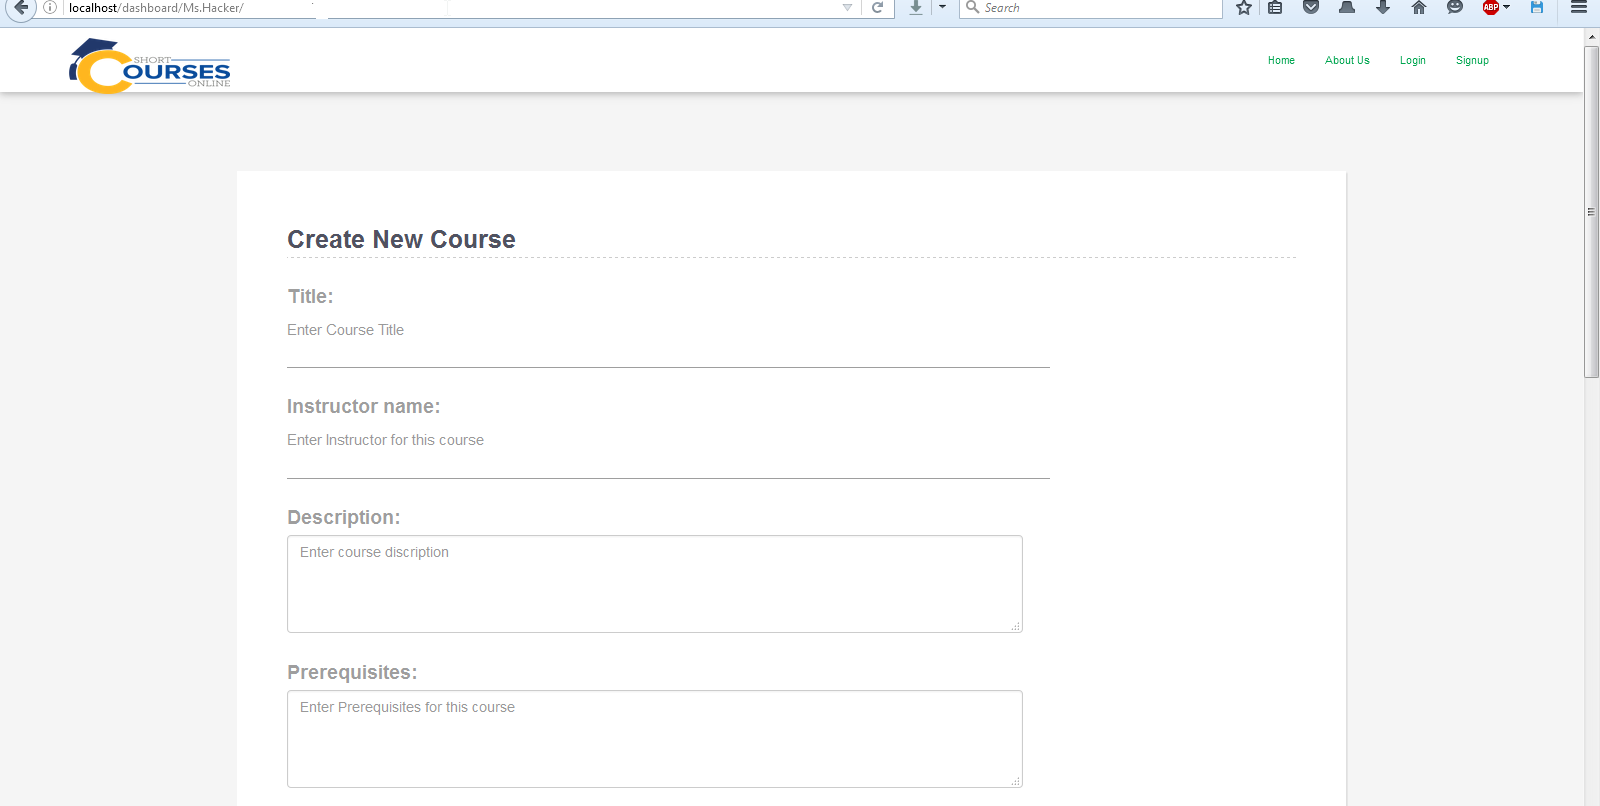 localhost/dashboard/Ms.Hacker/
Search
ABP
SHORT
COURSES
ONLINE
Home About Us Login Signup
Create New Course
Title:
Enter Course Title
Instructor name:
Enter Instructor for this course
Description:
Enter course discription
Prerequisites:
Enter Prerequisites for this course